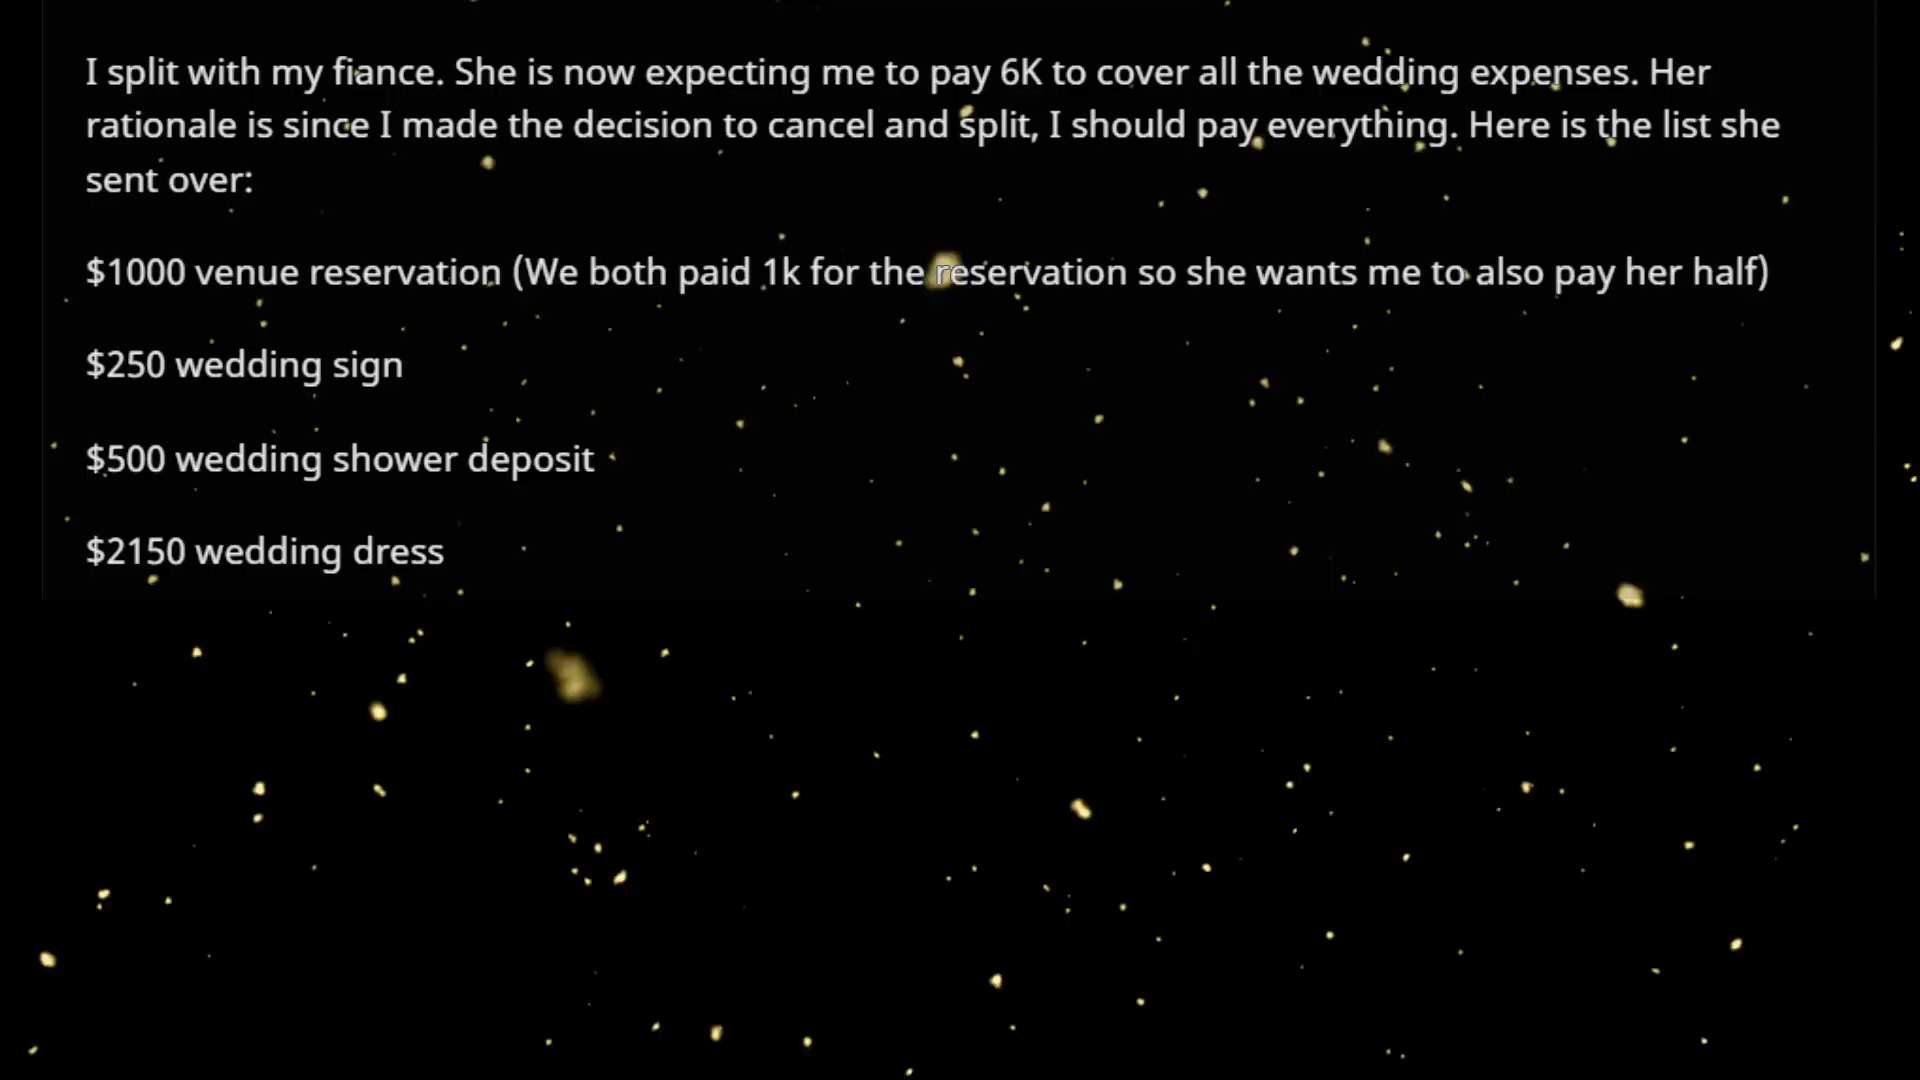 I split with my fiance. She is now expecting me to pay 6K to cover all the wedding expenses. Her
rationale is since I made the decision to cancel and split, I should pay everything. Here is the list she
sent over:
$1000 venue reservation (We both paid 1k for the reservation so she wants me to also pay her half)
$250 wedding sign
$500 wedding shower deposit
$2150 wedding dress